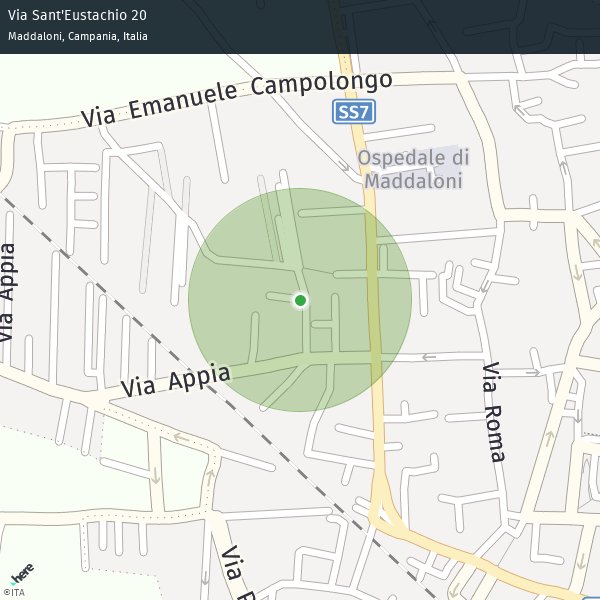 Via Sant'Eustachio 20
Maddaloni, Campania, Italia
Via Emanuele Campolongo
SS7
Ospedale di
Maddaloni
Via Appia
Via Appia
Via Roma
Via
here
©ITA